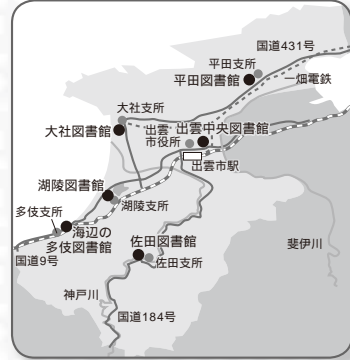 国道431号
平田支所
平田図書館
一畑電鉄
大社支所
大社図書館
出雲
市役所
出雲中央図書館
出雲市駅
湖陵図書館
湖陵支所
多伎支所
海辺の
多伎図書館
国道9号
佐田図書館
佐田支所
斐伊川
神戸川
国道184号